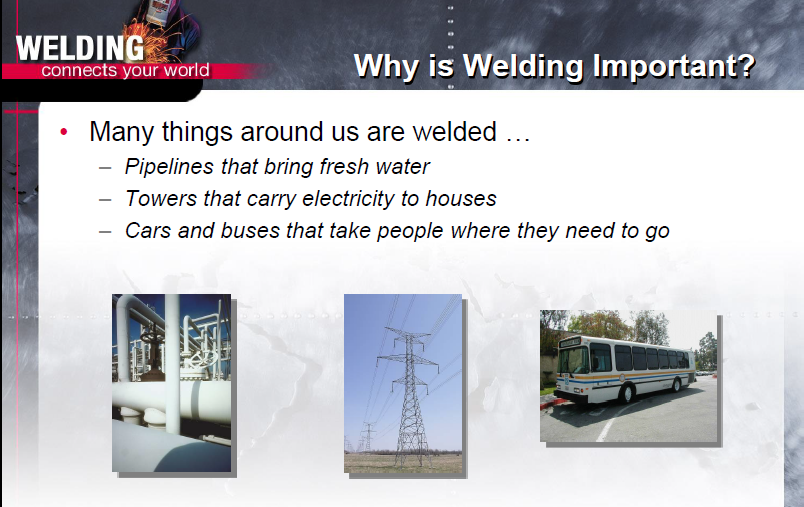 WELDING
connects your world
Why is Welding Important?
• Many things around us are welded …
– Pipelines that bring fresh water
– Towers that carry electricity to houses
– Cars and buses that take people where they need to go